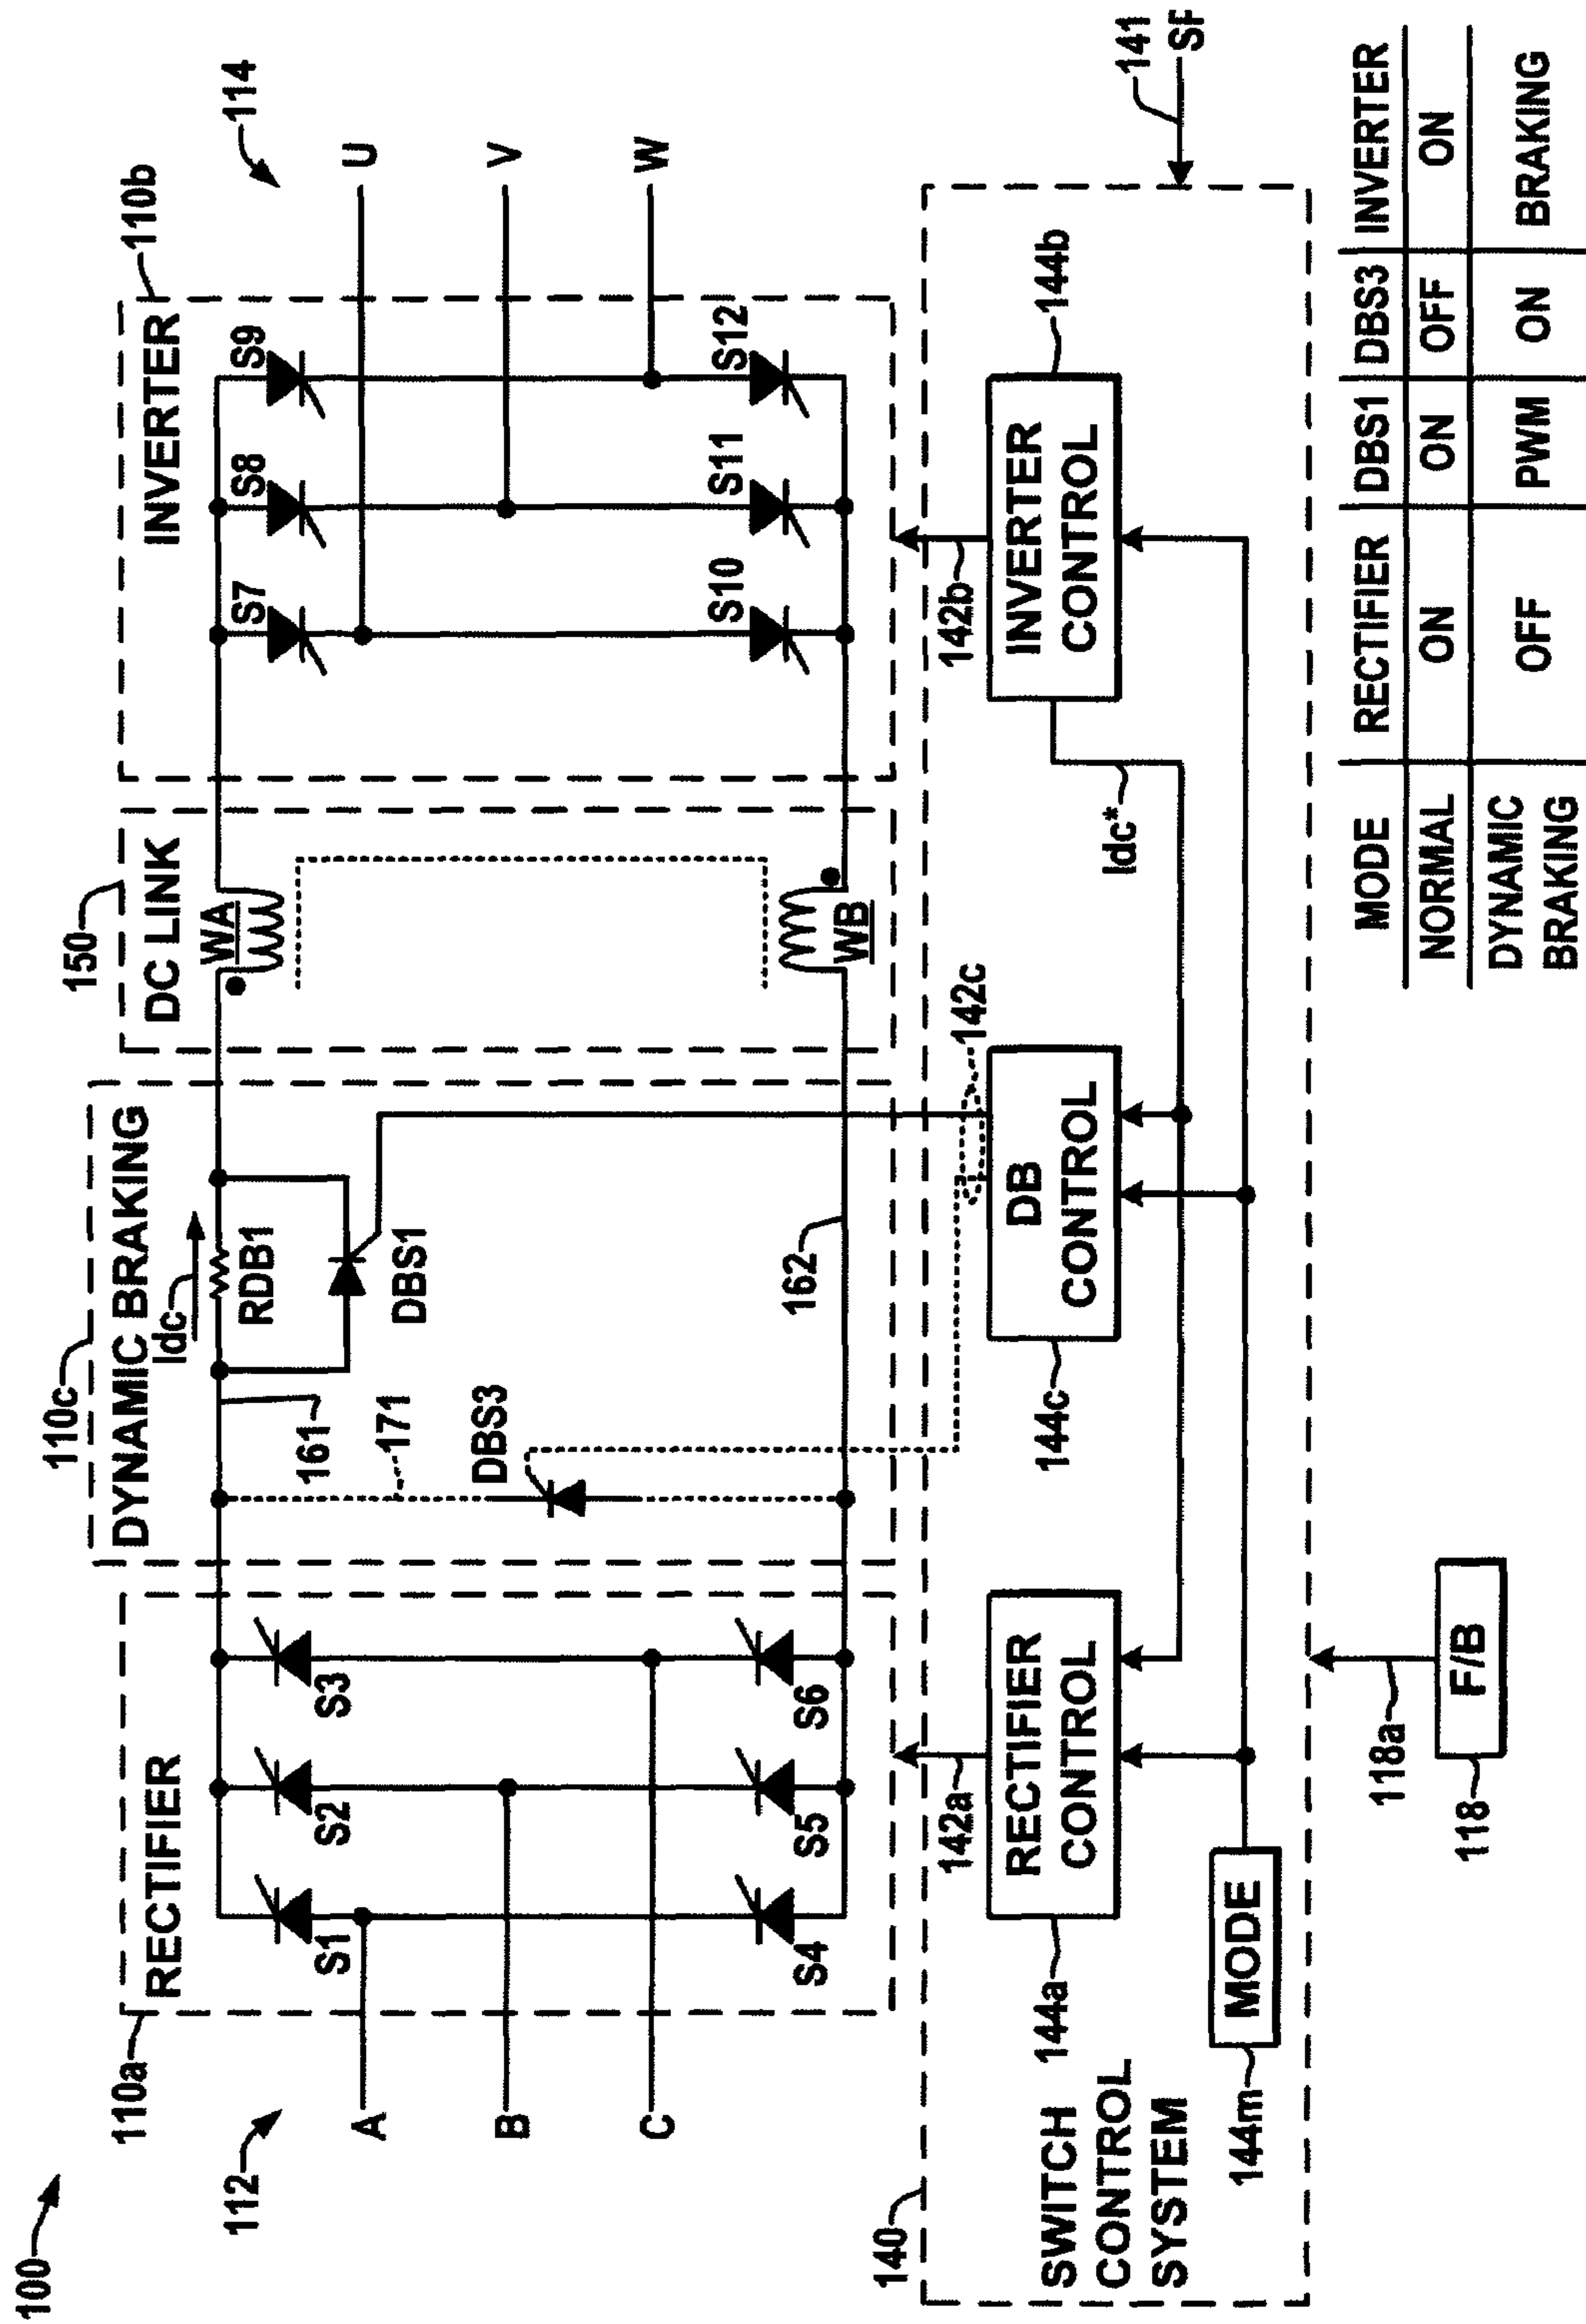 100
112
110a
RECTIFIER
110c
DYNAMIC BRAKING
150
DC LINK
110b
INVERTER
114
A
B
C
S1
S2
S3
S4
S5
S6
161
171
DBS3
Idc
RDB1
DBS1
162
WA
WB
S7
S8
S9
S10
S11
S12
U
V
W
140
SWITCH
CONTROL
SYSTEM
142a
RECTIFIER
CONTROL
144a
142c
DB
CONTROL
144c
142b
INVERTER
CONTROL
144b
Idc*
141
MODE
144m
118a
F/B
118
MODE RECTIFIER DBS1 DBS3 INVERTER
NORMAL ON ON OFF ON
DYNAMIC
BRAKING OFF PWM ON BRAKING